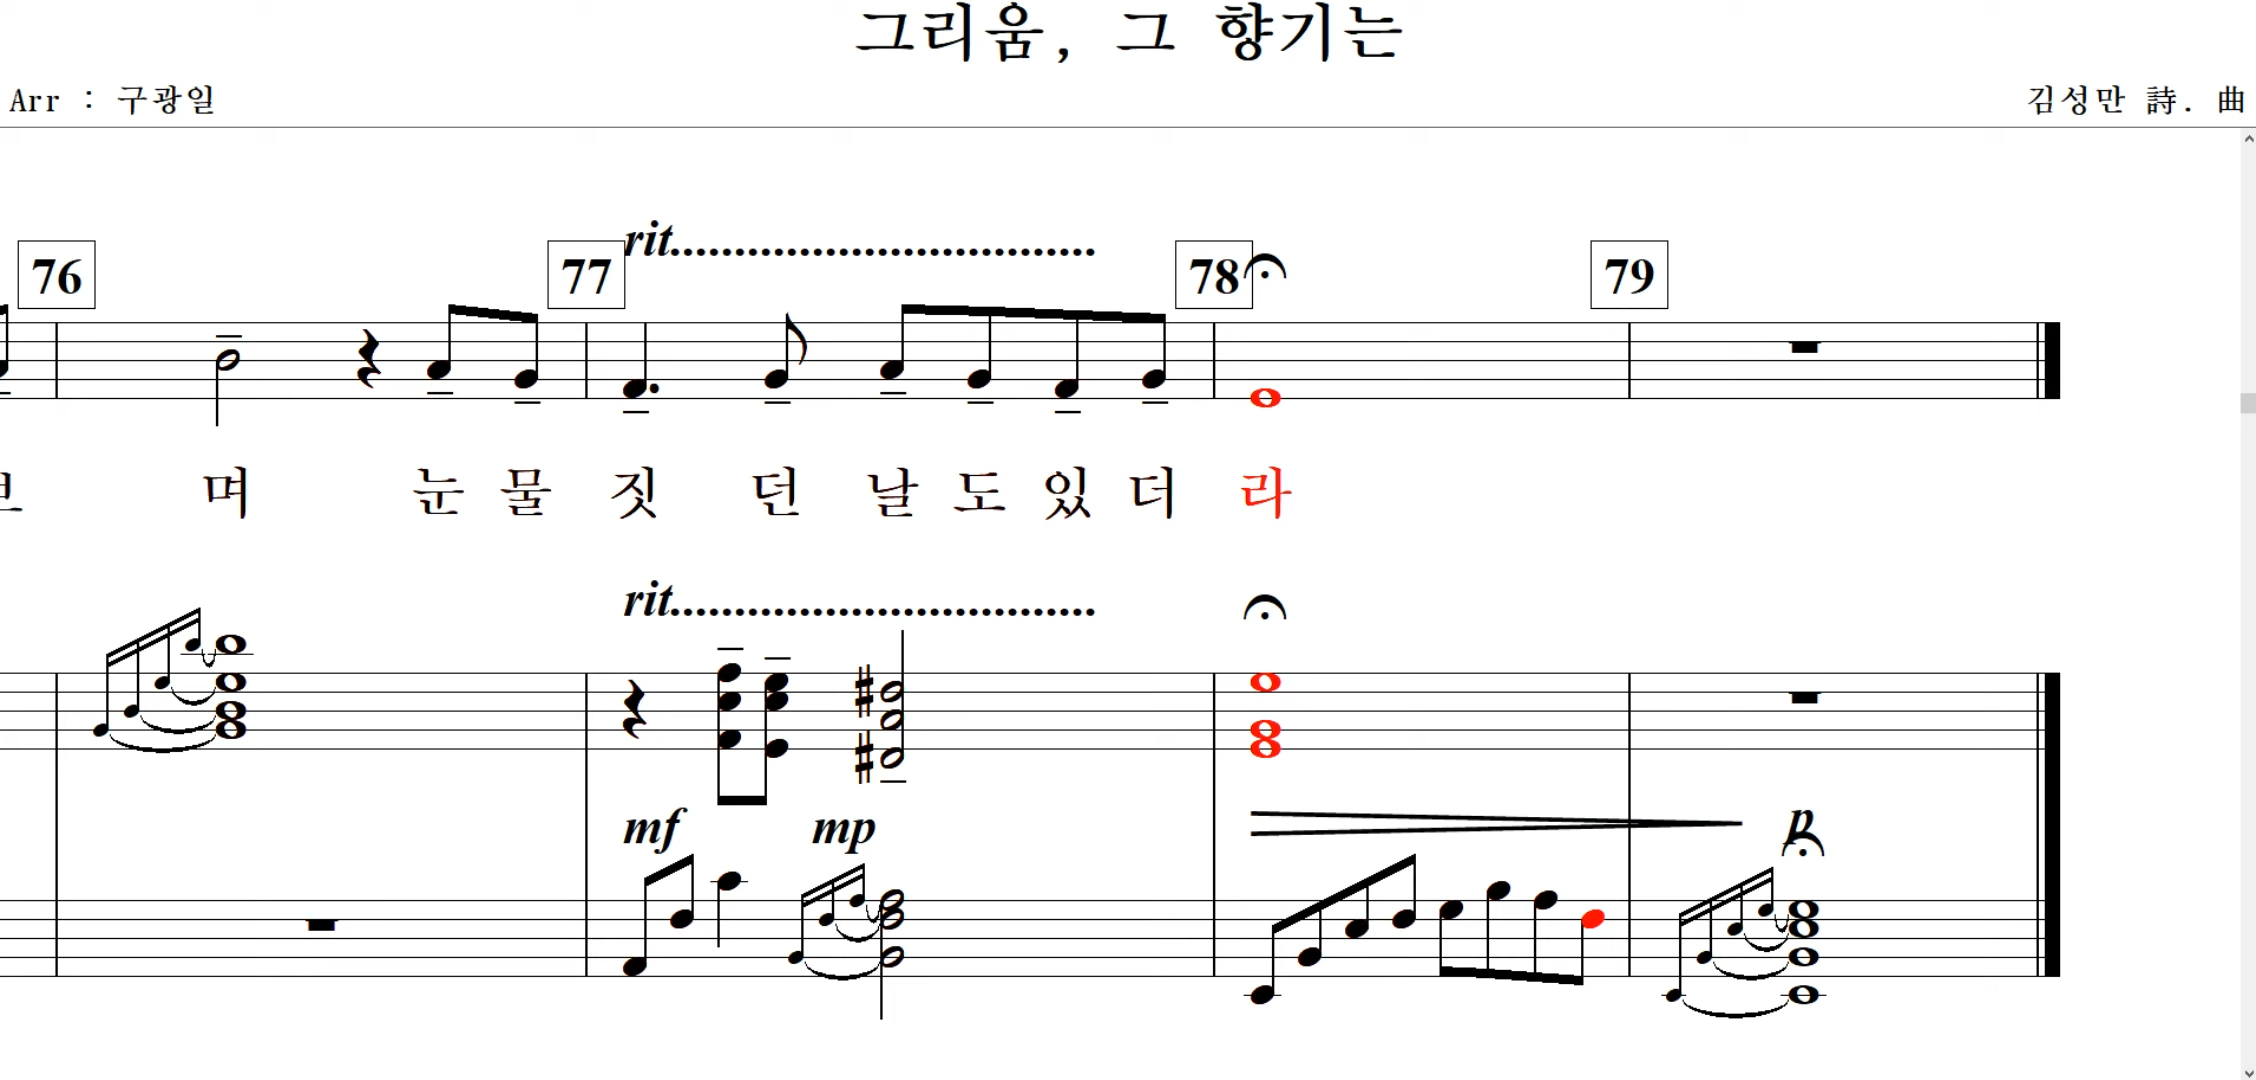 그리움, 그 향기는
Arr : 구광일
김성만 詩. 曲
rit..................................
76 77 78 79
며 눈 물 짓 던 날 도 있 더 라
rit..................................
mf mp p